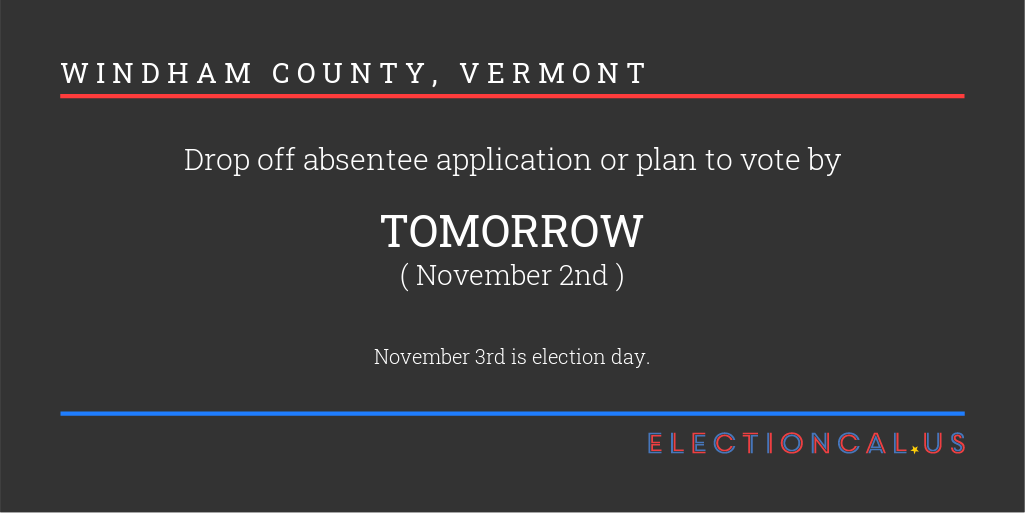 WINDHAM COUNTY, VERMONT
Drop off absentee application or plan to vote by
TOMORROW
( November 2nd )
November 3rd is election day.
ELECTIONCAL.US